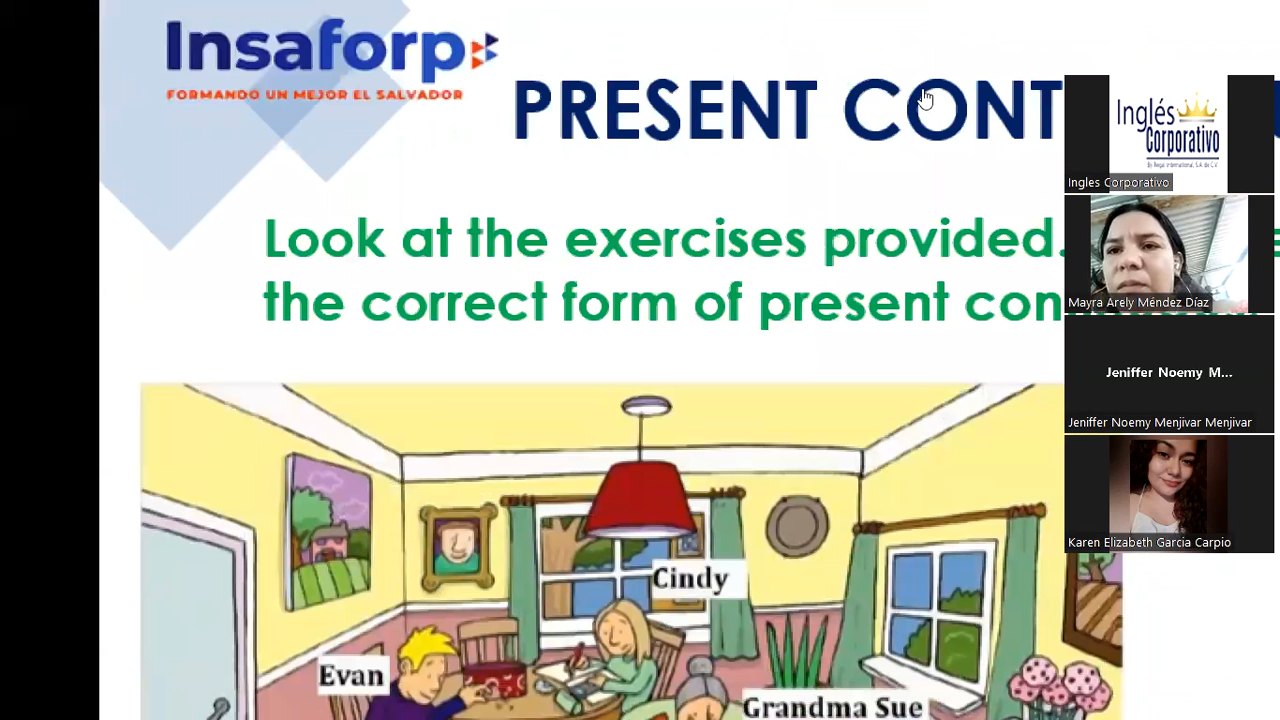 Insaforp
FORMANDO UN MEJOR EL SALVADOR
PRESENT CONT
Look at the exercises provided.
the correct form of present con
Cindy
Evan
Grandma Sue
Inglés
Corporativo
Ingles Corporativo
Mayra Arely Méndez Díaz
Jeniffer Noemy M...
Jeniffer Noemy Menjivar Menjivar
Karen Elizabeth Garcia Carpio